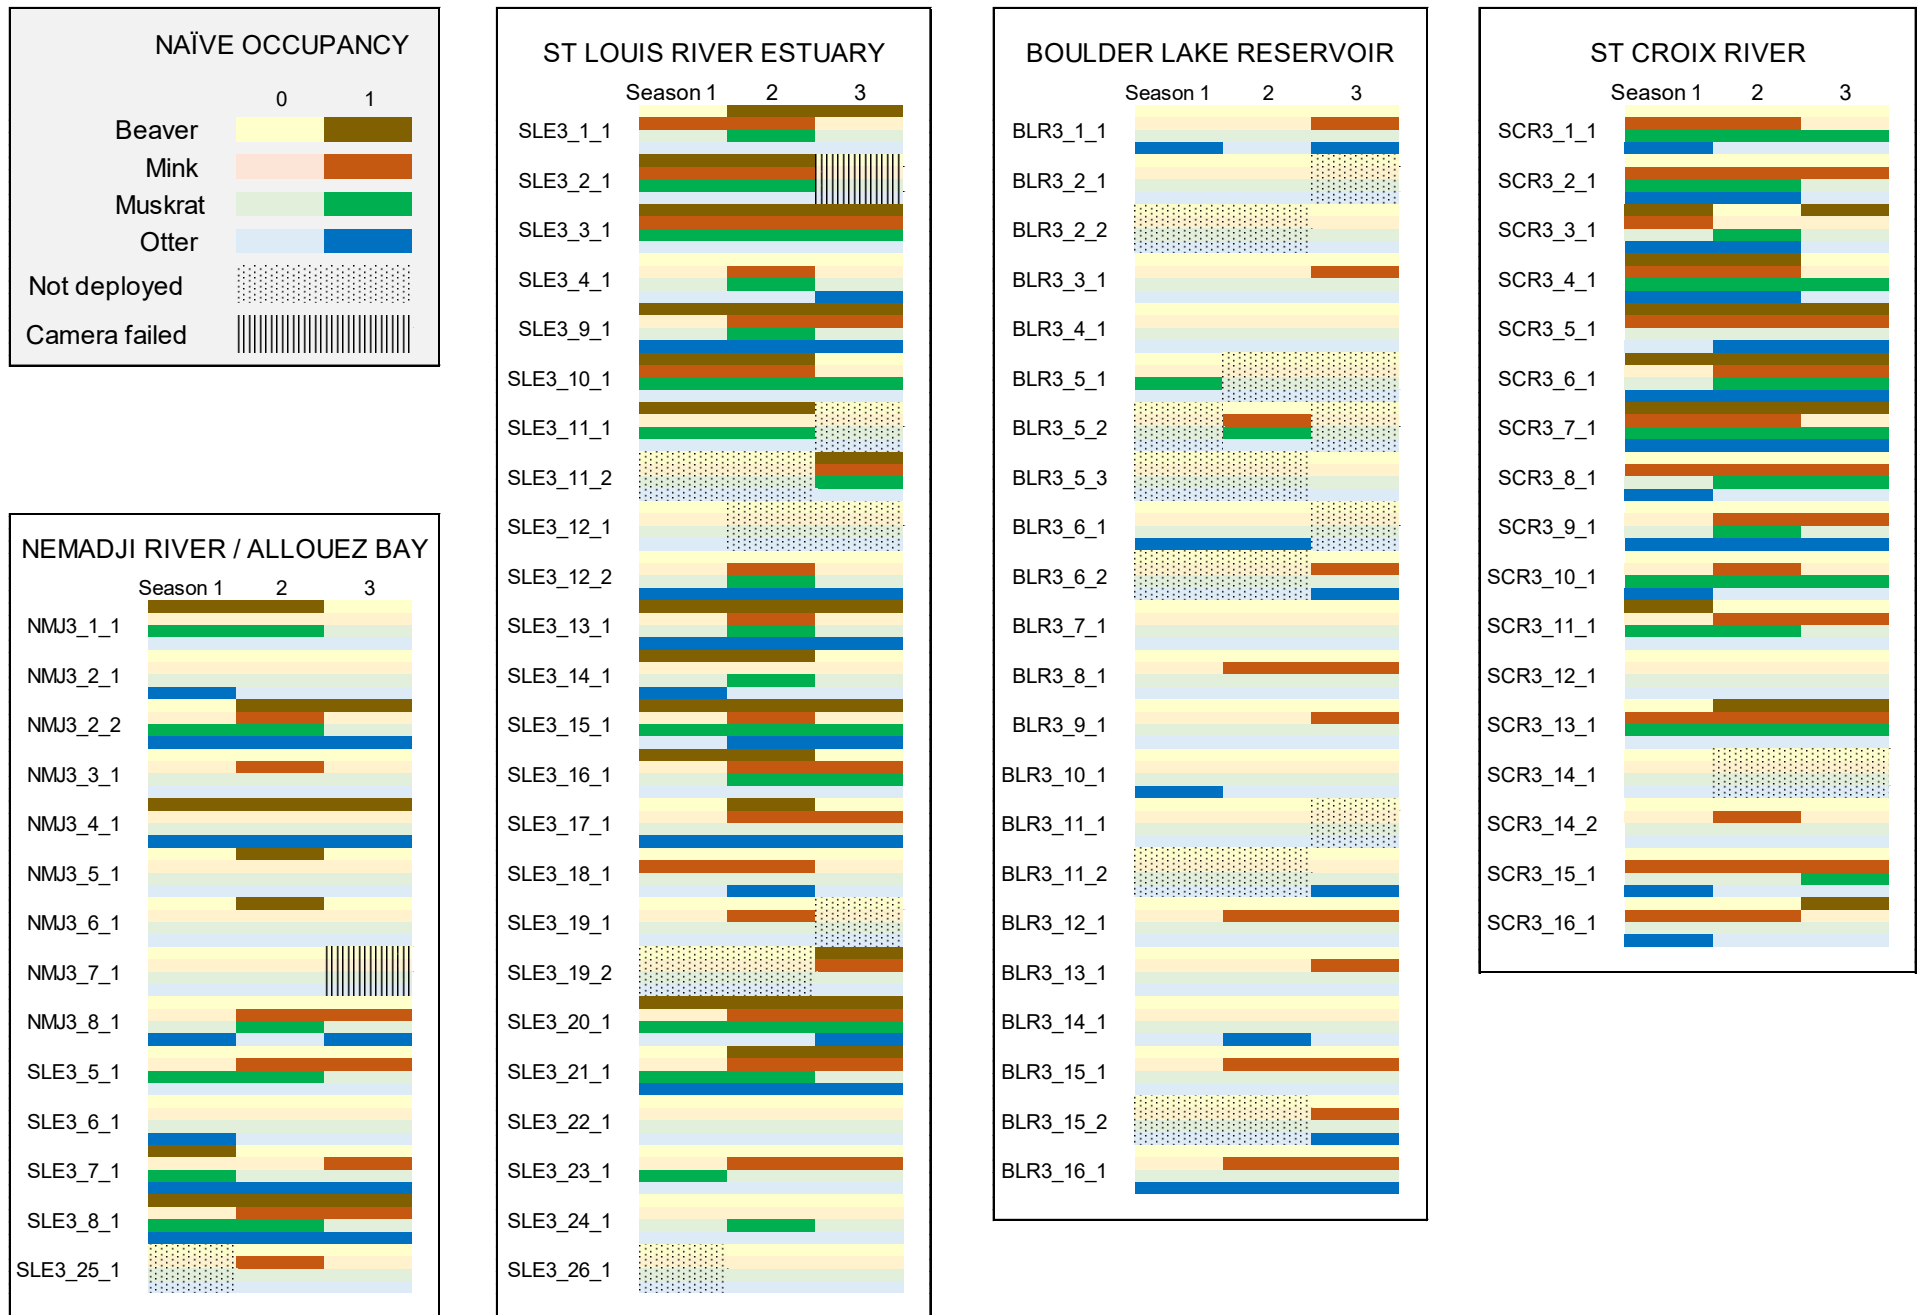 NAÏVE OCCUPANCY
0 1
Beaver
Mink
Muskrat
Otter
Not deployed
Camera failed
NEMADJI RIVER / ALLOUEZ BAY
Season 1 2 3
NMJ3_1_1
NMJ3_2_1
NMJ3_2_2
NMJ3_3_1
NMJ3_4_1
NMJ3_5_1
NMJ3_6_1
NMJ3_7_1
NMJ3_8_1
SLE3_5_1
SLE3_6_1
SLE3_7_1
SLE3_8_1
SLE3_25_1
ST LOUIS RIVER ESTUARY
Season 1 2 3
SLE3_1_1
SLE3_2_1
SLE3_3_1
SLE3_4_1
SLE3_9_1
SLE3_10_1
SLE3_11_1
SLE3_11_2
SLE3_12_1
SLE3_12_2
SLE3_13_1
SLE3_14_1
SLE3_15_1
SLE3_16_1
SLE3_17_1
SLE3_18_1
SLE3_19_1
SLE3_19_2
SLE3_20_1
SLE3_21_1
SLE3_22_1
SLE3_23_1
SLE3_24_1
SLE3_26_1
BOULDER LAKE RESERVOIR
Season 1 2 3
BLR3_1_1
BLR3_2_1
BLR3_2_2
BLR3_3_1
BLR3_4_1
BLR3_5_1
BLR3_5_2
BLR3_5_3
BLR3_6_1
BLR3_6_2
BLR3_7_1
BLR3_8_1
BLR3_9_1
BLR3_10_1
BLR3_11_1
BLR3_11_2
BLR3_12_1
BLR3_13_1
BLR3_14_1
BLR3_15_1
BLR3_15_2
BLR3_16_1
ST CROIX RIVER
Season 1 2 3
SCR3_1_1
SCR3_2_1
SCR3_3_1
SCR3_4_1
SCR3_5_1
SCR3_6_1
SCR3_7_1
SCR3_8_1
SCR3_9_1
SCR3_10_1
SCR3_11_1
SCR3_12_1
SCR3_13_1
SCR3_14_1
SCR3_14_2
SCR3_15_1
SCR3_16_1